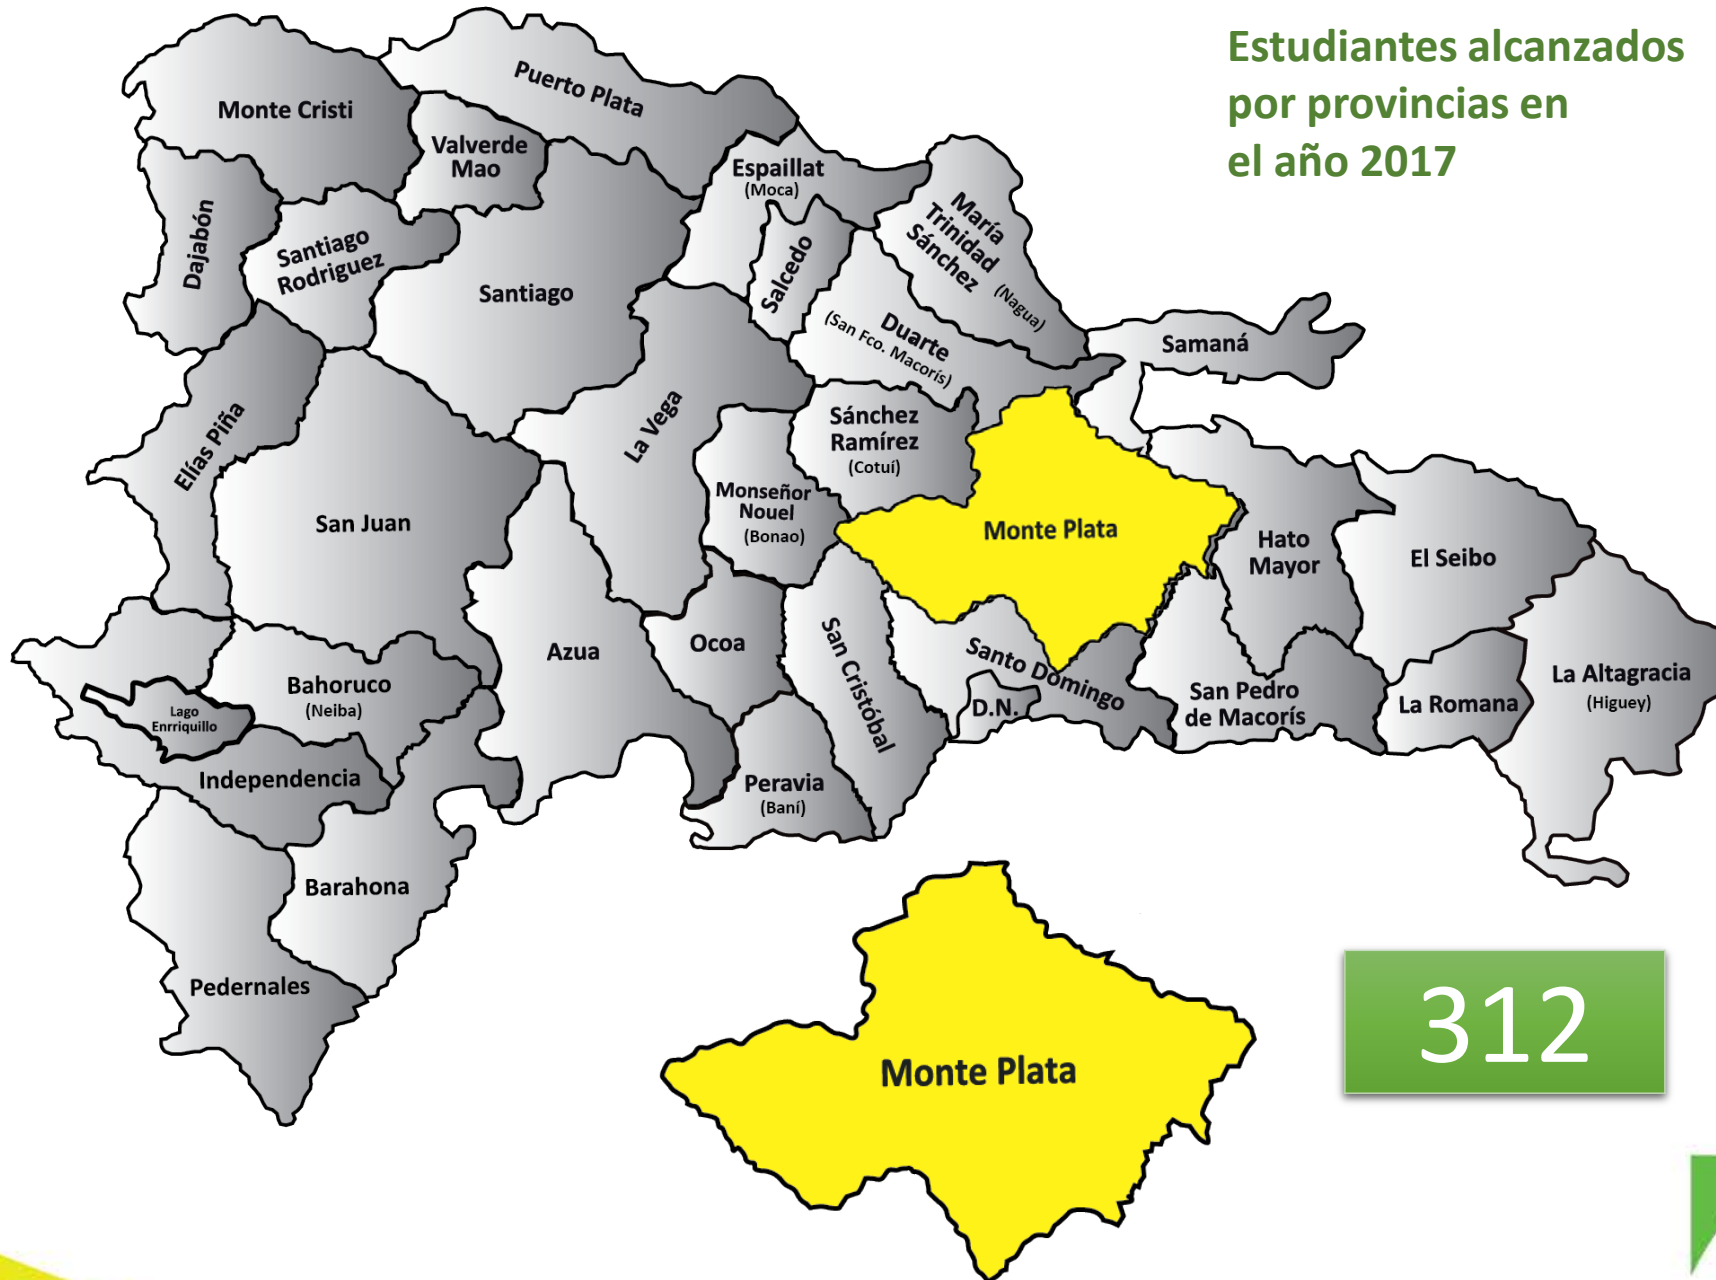 Estudiantes alcanzados
por provincias en
el año 2017
Monte Cristi
Puerto Plata
Valverde
Mao
Espaillat
(Moca)
María
Trinidad
Sánchez
(Nagua)
Dajabón
Santiago
Rodriguez
Santiago
Salcedo
Duarte
(San Fco. Macorís)
Samaná
Elías Piña
La Vega
Sánchez
Ramírez
(Cotuí)
San Juan
Monseñor
Nouel
(Bonao)
Monte Plata
Hato
Mayor
El Seibo
Azua
Ocoa
San Cristóbal
Santo Domingo
D.N.
San Pedro
de Macorís
La Romana
La Altagracia
(Higuey)
Bahoruco
(Neiba)
Lago
Enrriquillo
Independencia
Peravia
(Baní)
Barahona
Pedernales
Monte Plata
312